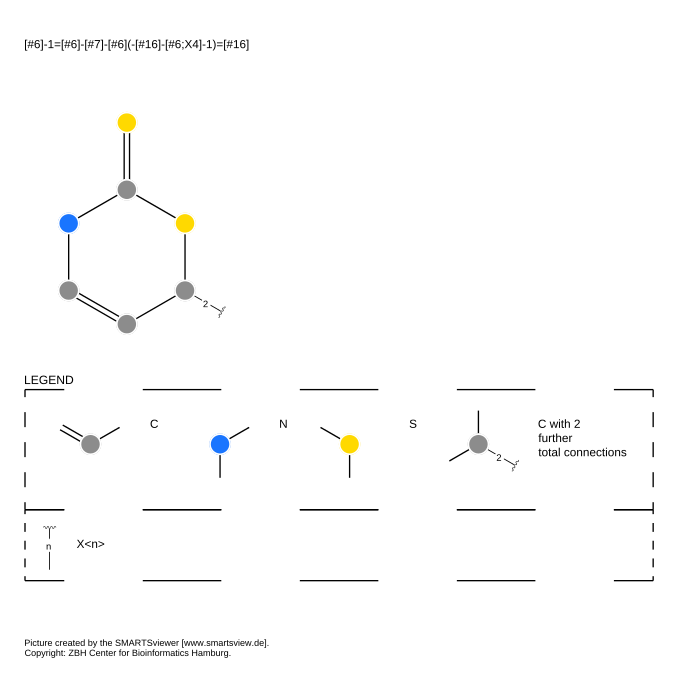 [#6]-1=[#6]-[#7]-[#6](-[#16]-[#6;X4]-1)=[#16]
2
LEGEND
C
N
S
2
C with 2
further
total connections
n
X<n>
Picture created by the SMARTSviewer [www.smartsview.de].
Copyright: ZBH Center for Bioinformatics Hamburg.